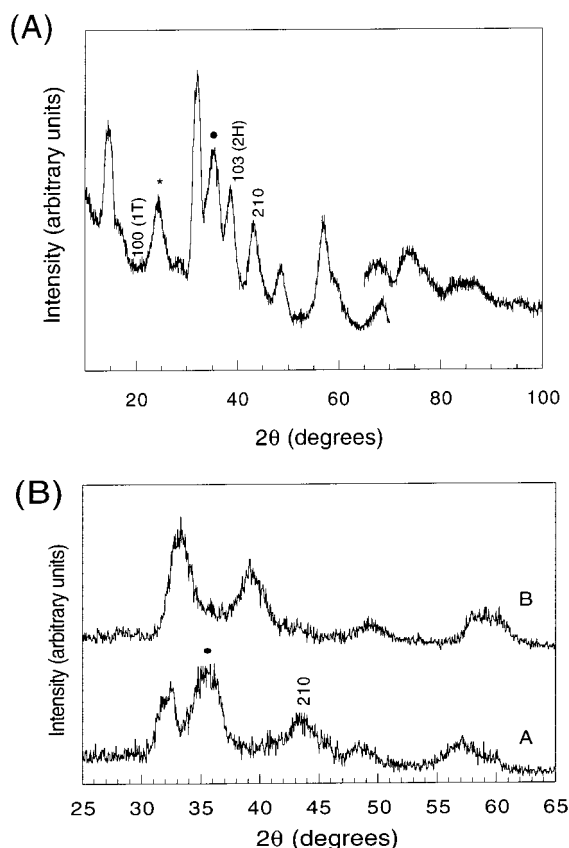 (A)
Intensity (arbitrary units)
100 (1T)
*
●
103 (2H)
210
20 40 60 80 100
2θ (degrees)
(B)
Intensity (arbitrary units)
B
●
210
A
25 30 35 40 45 50 55 60 65
2θ (degrees)